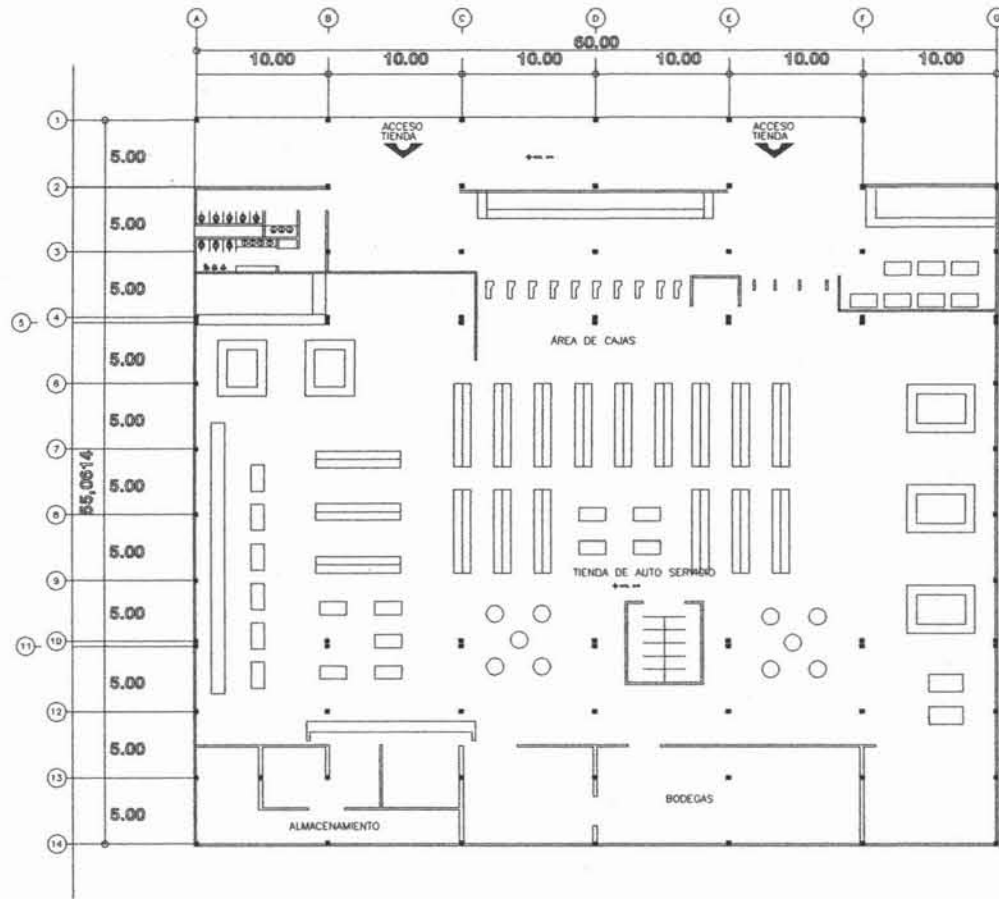 A B C D E F G
60.00
10.00 10.00 10.00 10.00 10.00 10.00
1
ACCESO
TIENDA
ACCESO
TIENDA
5.00
2
5.00
3
5.00
4
5
ÁREA DE CAJAS
5.00
6
5.00
7
55,0614
5.00
8
5.00
9
TIENDA DE AUTO SERVICIO
5.00
10
11
5.00
12
5.00
13
BODEGAS
5.00
ALMACENAMIENTO
14